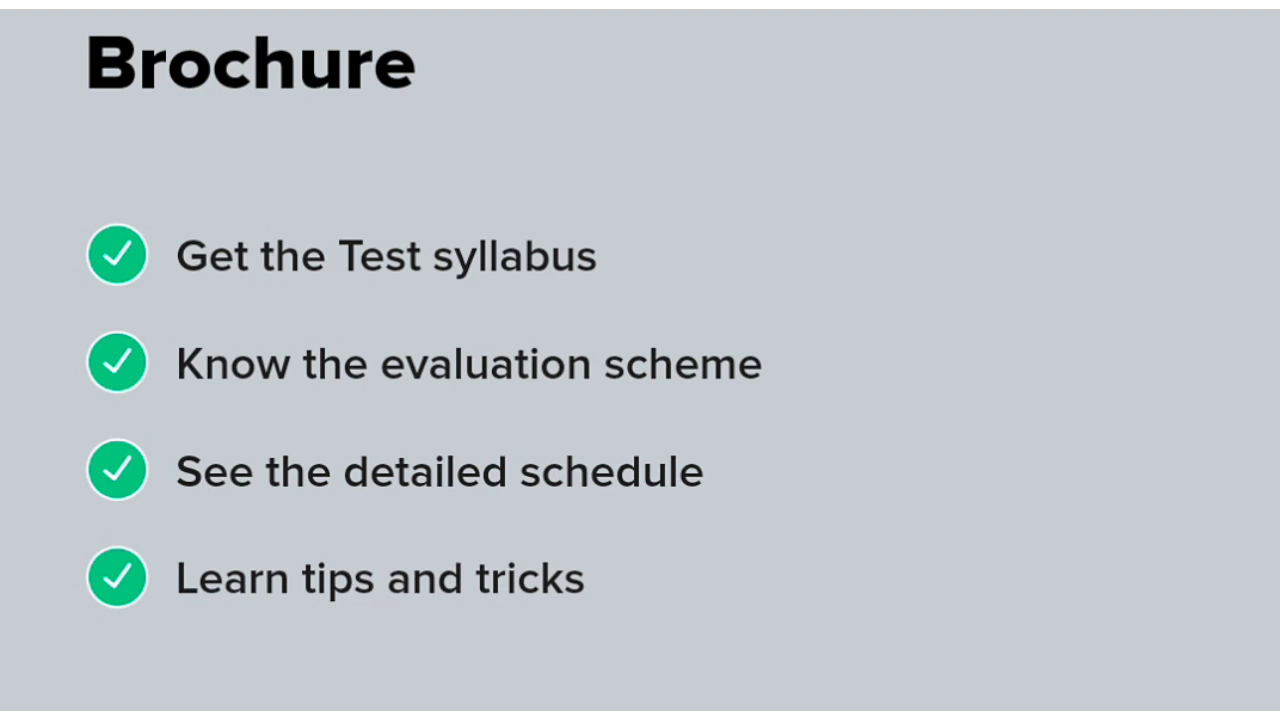 Brochure
Get the Test syllabus
Know the evaluation scheme
See the detailed schedule
Learn tips and tricks